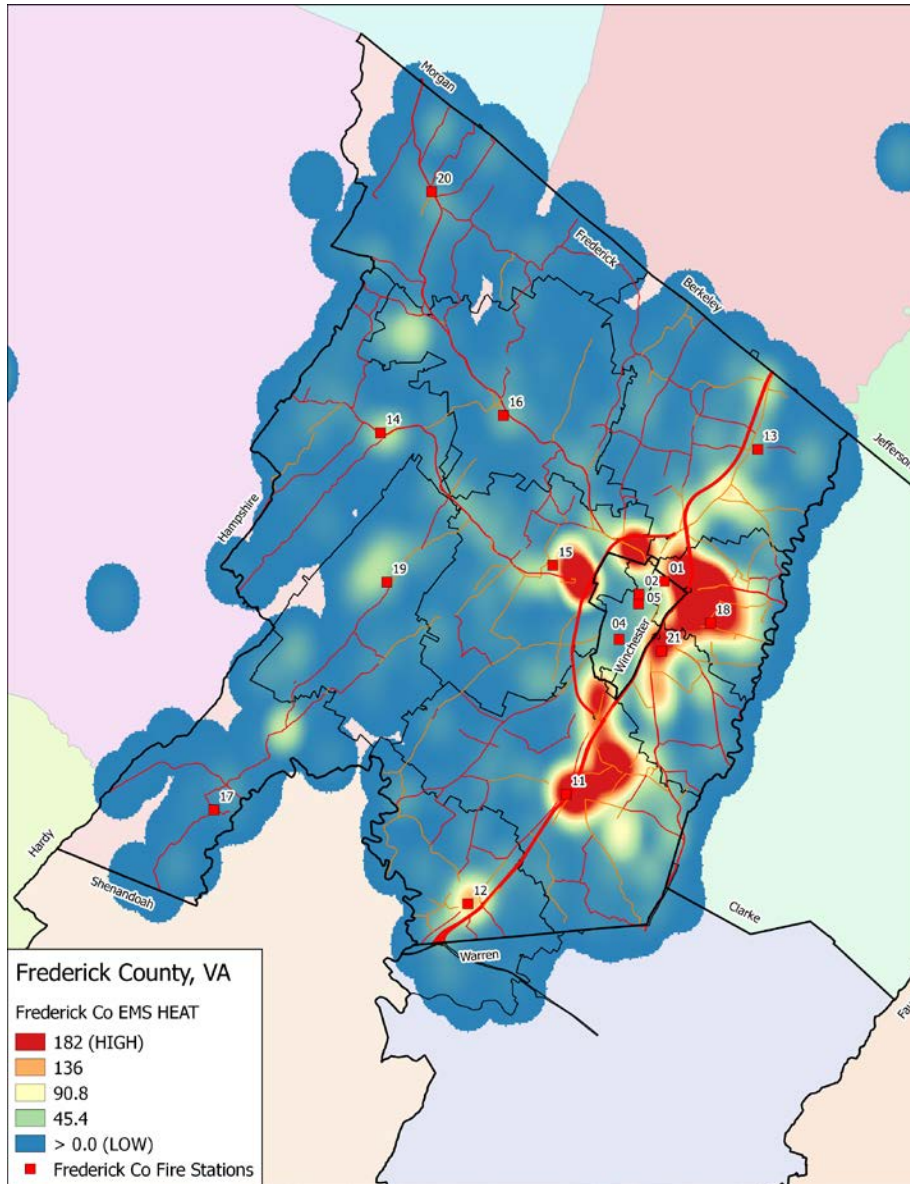 Morgan
20
Frederick
Berkeley
16
14
13
Jefferson
Hampshire
15
19
01
02
05
18
04
21
Winchester
11
17
Hardy
12
Shenandoah
Clarke
Warren
Fa
Frederick County, VA
Frederick Co EMS HEAT
182 (HIGH)
136
90.8
45.4
> 0.0 (LOW)
Frederick Co Fire Stations